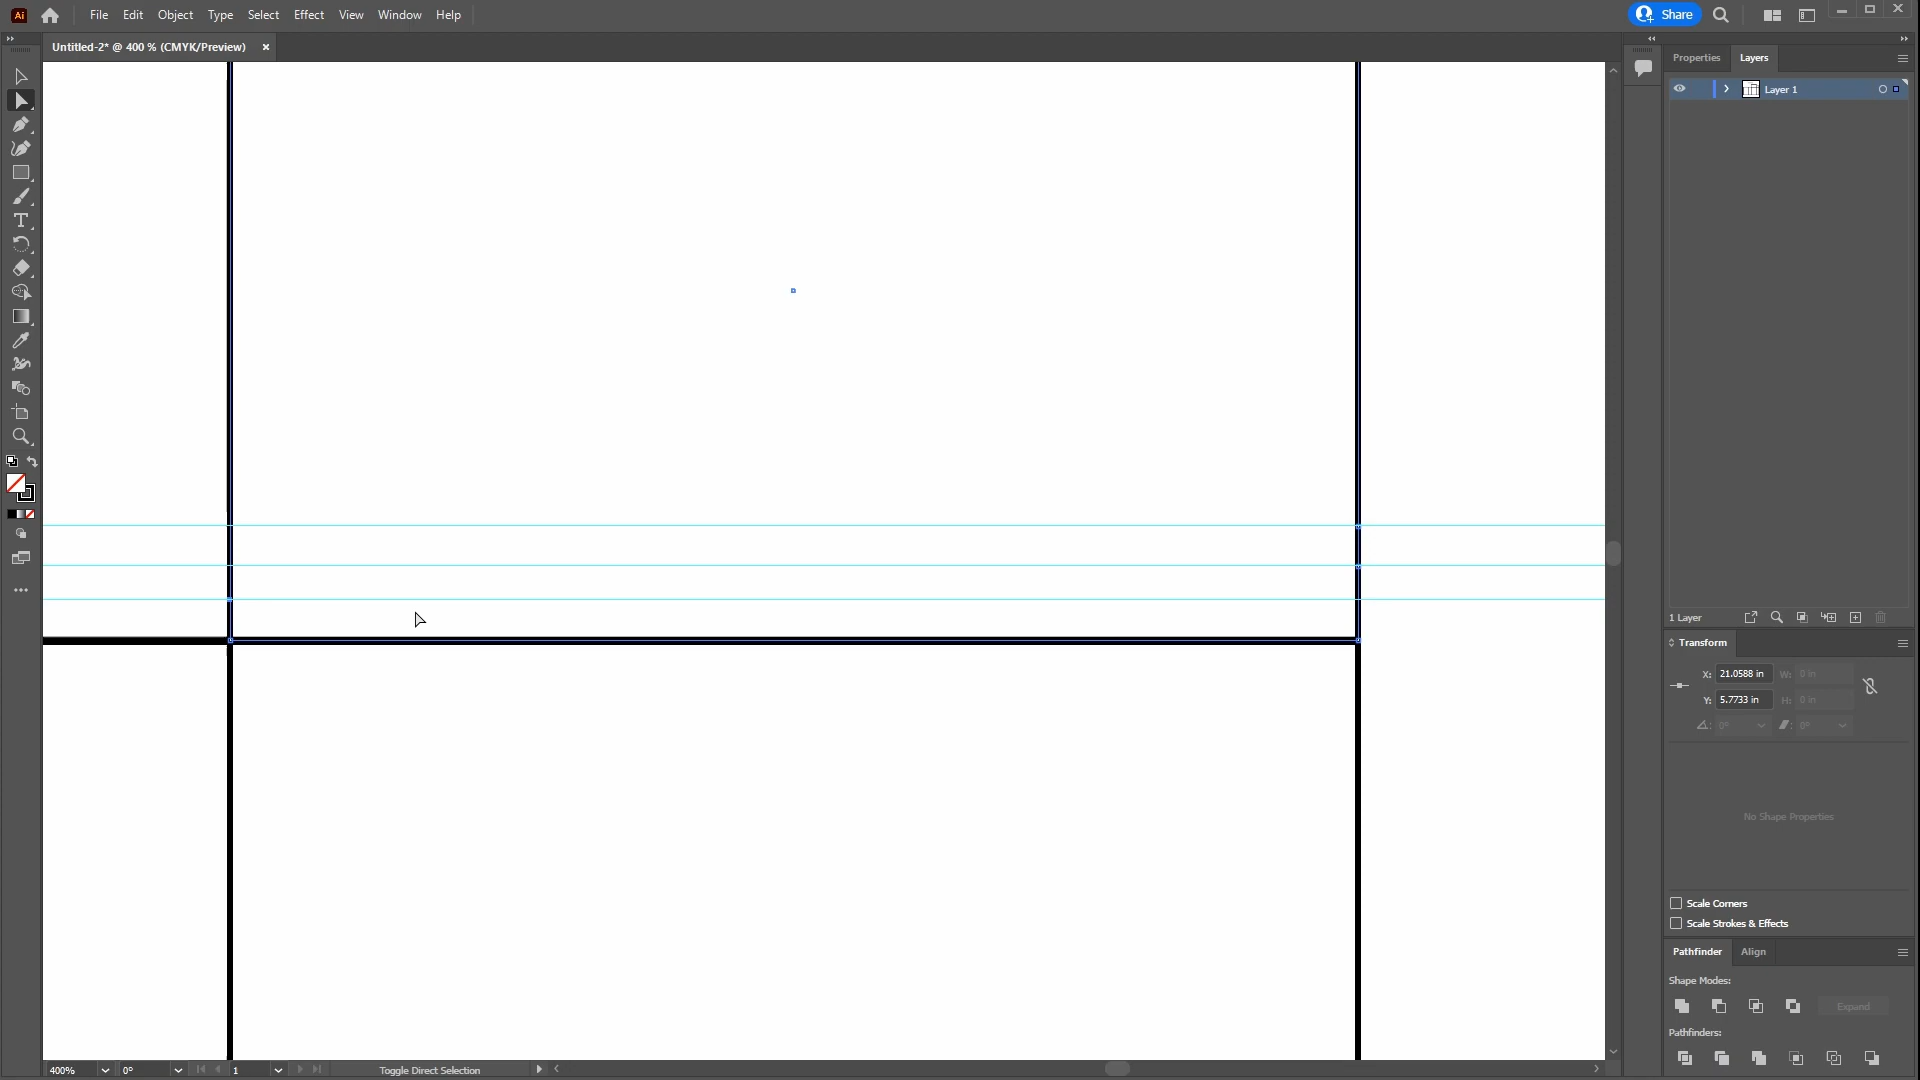 Ai
File Edit Object Type Select Effect View Window Help
Share
Untitled-2* @ 400 % (CMYK/Preview) ×
Properties Layers
Layer 1
1 Layer
Transform
X: 21.0588 in W: 0 in
Y: 5.7733 in H: 0 in
0° 0°
No Shape Properties
Scale Corners
Scale Strokes & Effects
Pathfinder Align
Shape Modes:
Expand
Pathfinders:
400% 0° 1 Toggle Direct Selection